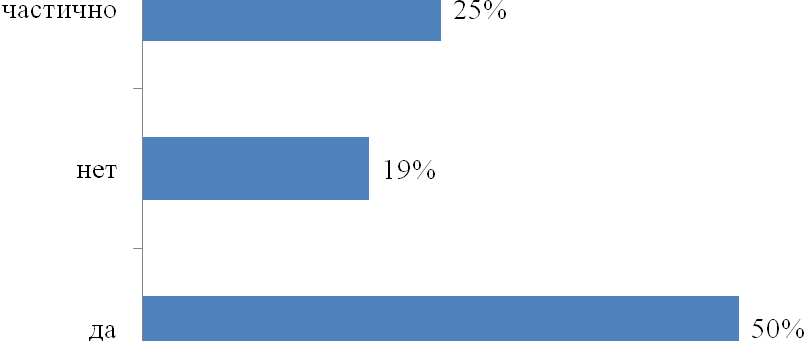 частично 25%
нет 19%
да 50%